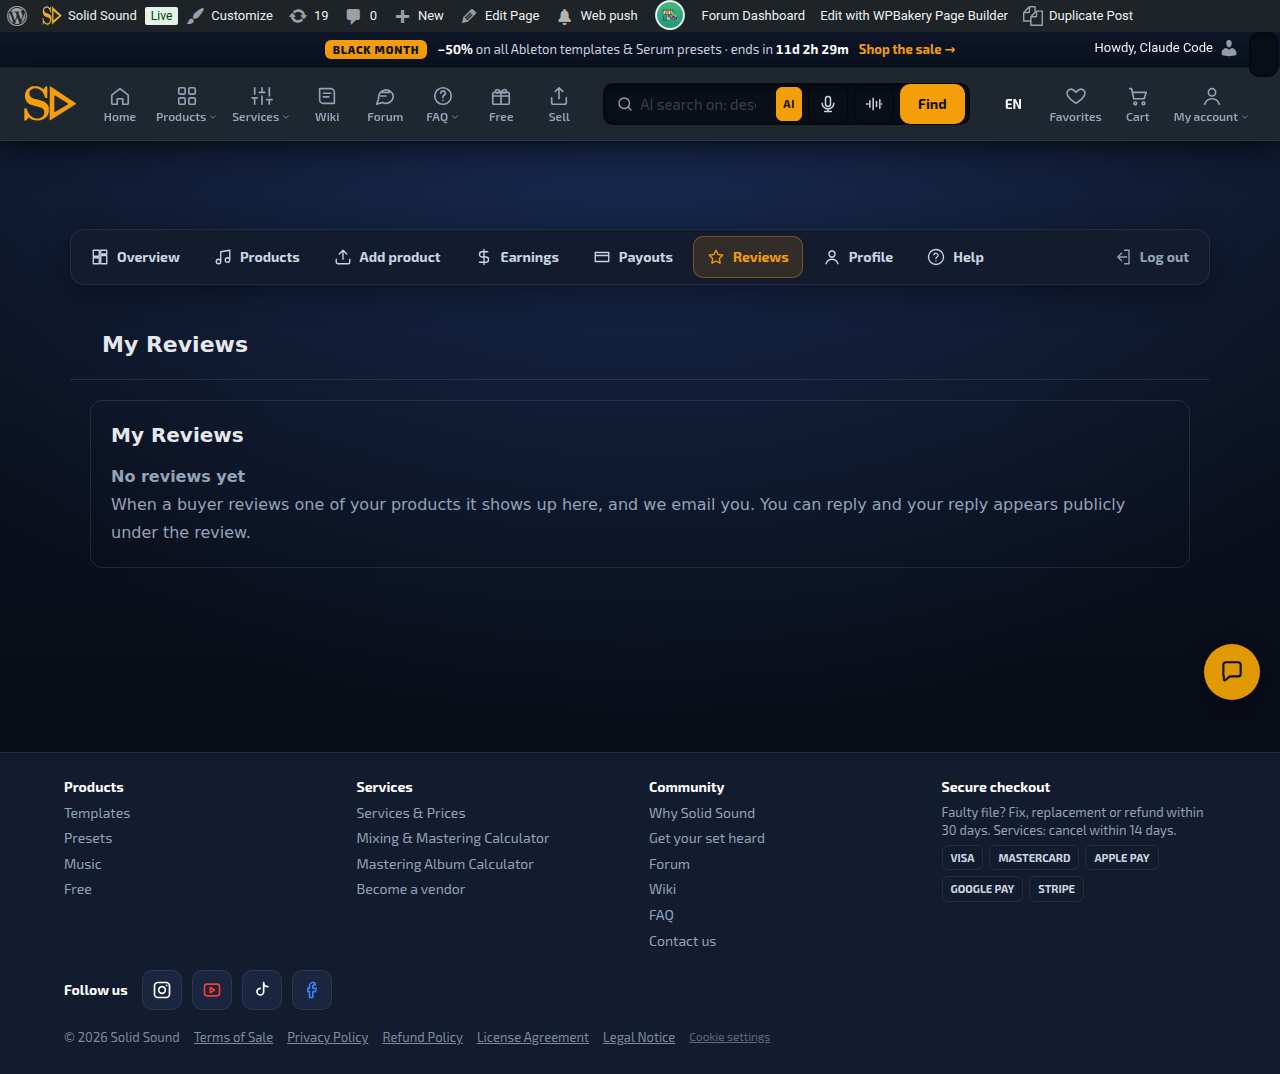 Solid Sound Live Customize 19 0 New Edit Page Web push Forum Dashboard Edit with WPBakery Page Builder Duplicate Post
BLACK MONTH −50% on all Ableton templates & Serum presets · ends in 11d 2h 29m Shop the sale → Howdy, Claude Code
Home Products Services Wiki Forum FAQ Free Sell AI search on: des AI Find EN Favorites Cart My account
Overview Products Add product Earnings Payouts Reviews Profile Help Log out
My Reviews
My Reviews
No reviews yet
When a buyer reviews one of your products it shows up here, and we email you. You can reply and your reply appears publicly
under the review.
Products
Templates
Presets
Music
Free
Services
Services & Prices
Mixing & Mastering Calculator
Mastering Album Calculator
Become a vendor
Community
Why Solid Sound
Get your set heard
Forum
Wiki
FAQ
Contact us
Secure checkout
Faulty file? Fix, replacement or refund within
30 days. Services: cancel within 14 days.
VISA MASTERCARD APPLE PAY
GOOGLE PAY STRIPE
Follow us
© 2026 Solid Sound Terms of Sale Privacy Policy Refund Policy License Agreement Legal Notice Cookie settings